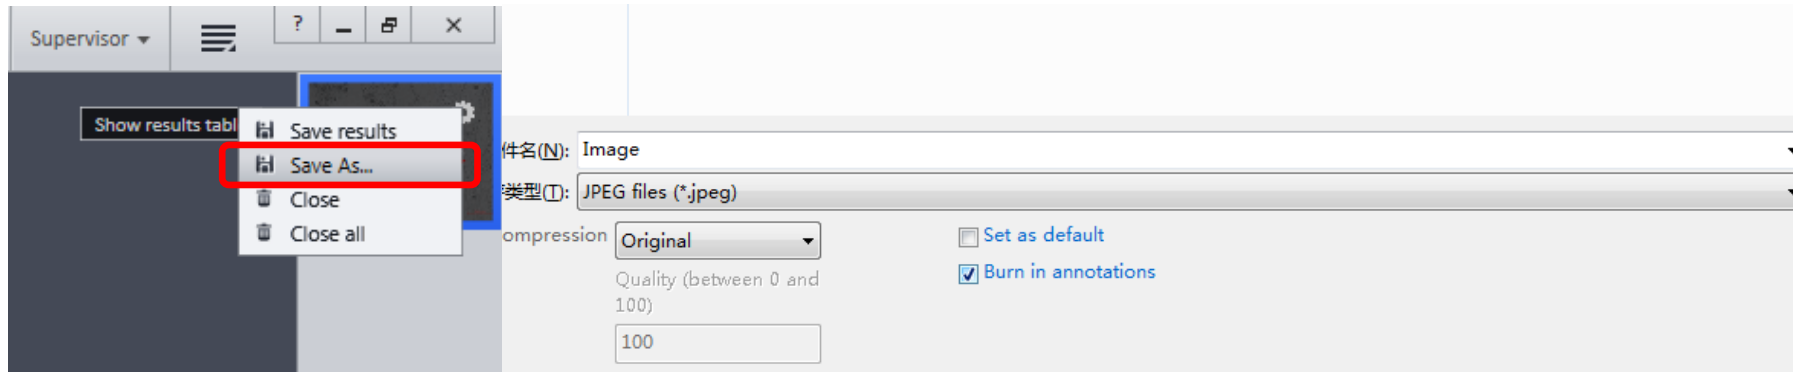 Supervisor
?
Show results tabl
Save results
Save As...
Close
Close all
件名(N): Image
类型(T): JPEG files (*.jpeg)
ompression Original
Set as default
Quality (between 0 and
100)
Burn in annotations
100